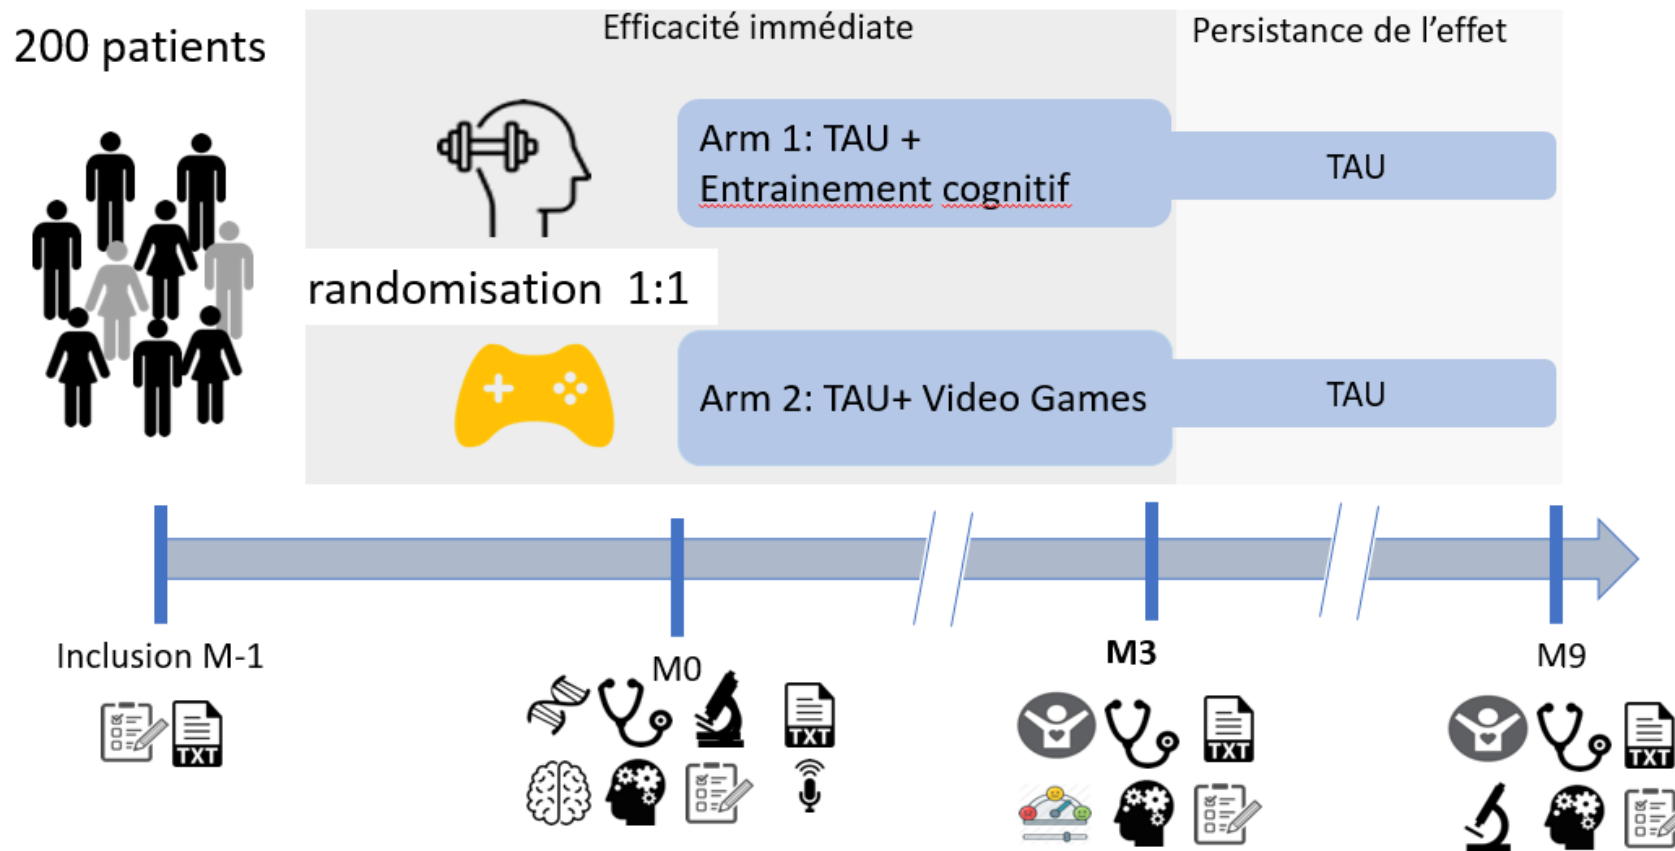 200 patients
Efficacité immédiate
Persistance de l'effet
Arm 1: TAU +
Entrainement cognitif
TAU
randomisation 1:1
Arm 2: TAU+ Video Games
TAU
Inclusion M-1
M0
M3
M9
TXT
TXT
TXT
TXT